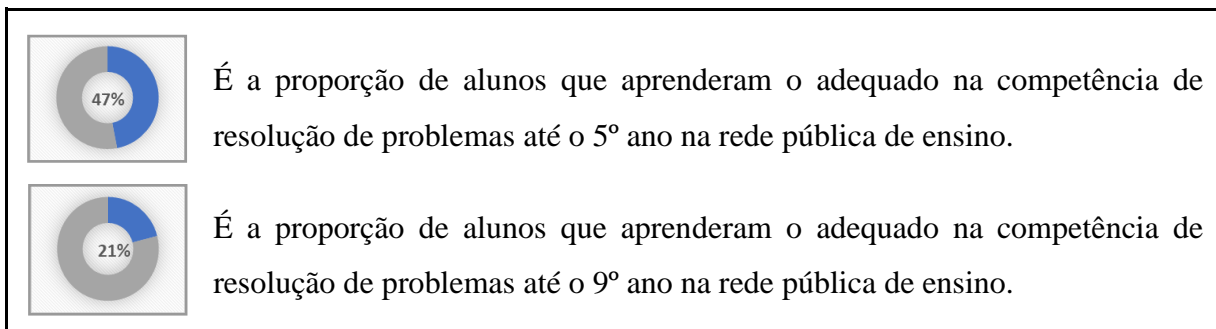 47%
É a proporção de alunos que aprenderam o adequado na competência de
resolução de problemas até o 5º ano na rede pública de ensino.
21%
É a proporção de alunos que aprenderam o adequado na competência de
resolução de problemas até o 9º ano na rede pública de ensino.